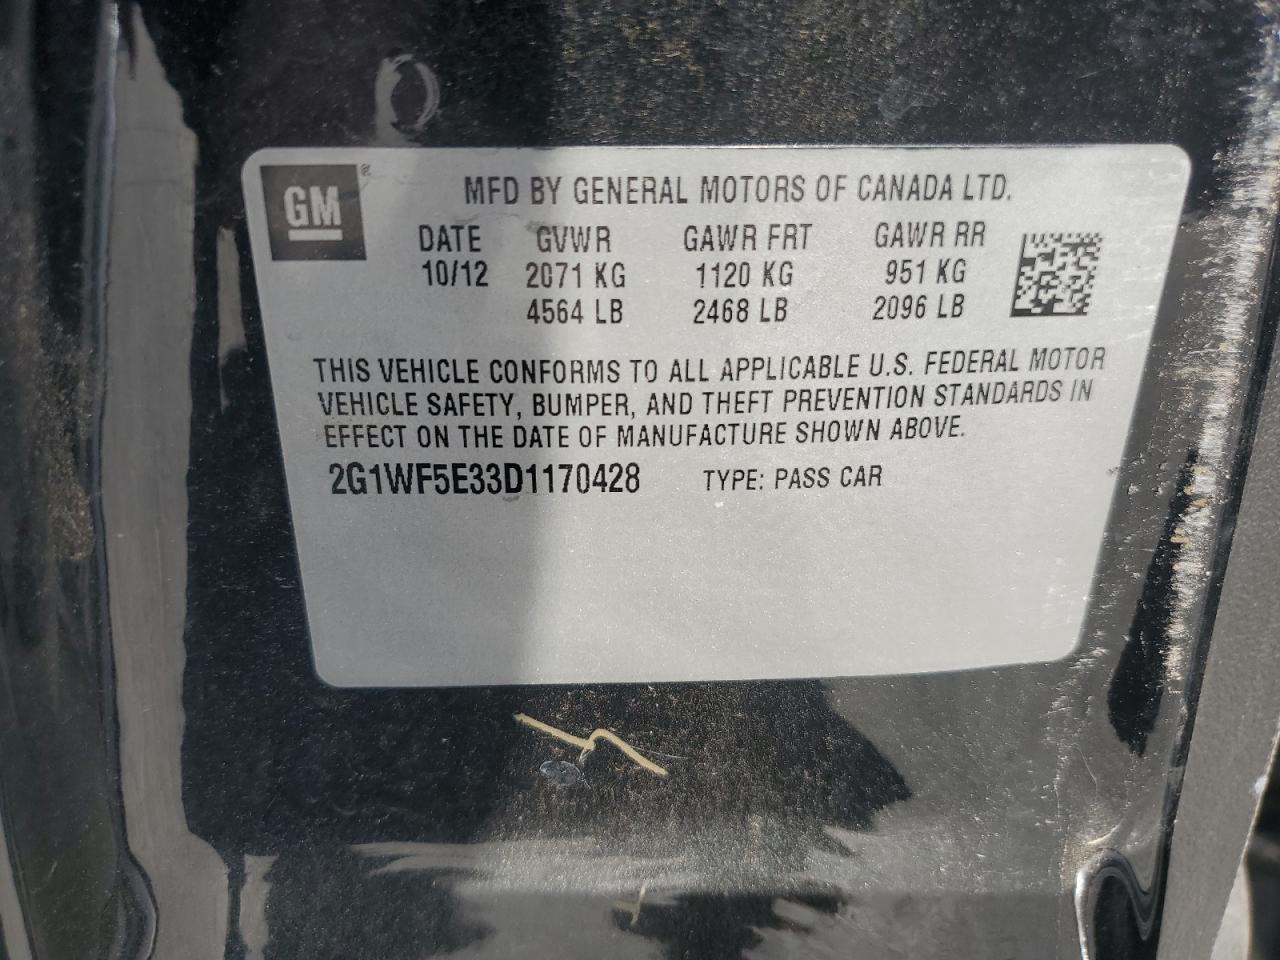 GM®
MFD BY GENERAL MOTORS OF CANADA LTD.
DATE GVWR GAWR FRT GAWR RR
10/12 2071 KG 1120 KG 951 KG
4564 LB 2468 LB 2096 LB
THIS VEHICLE CONFORMS TO ALL APPLICABLE U.S. FEDERAL MOTOR
VEHICLE SAFETY, BUMPER, AND THEFT PREVENTION STANDARDS IN
EFFECT ON THE DATE OF MANUFACTURE SHOWN ABOVE.
2G1WF5E33D1170428 TYPE: PASS CAR